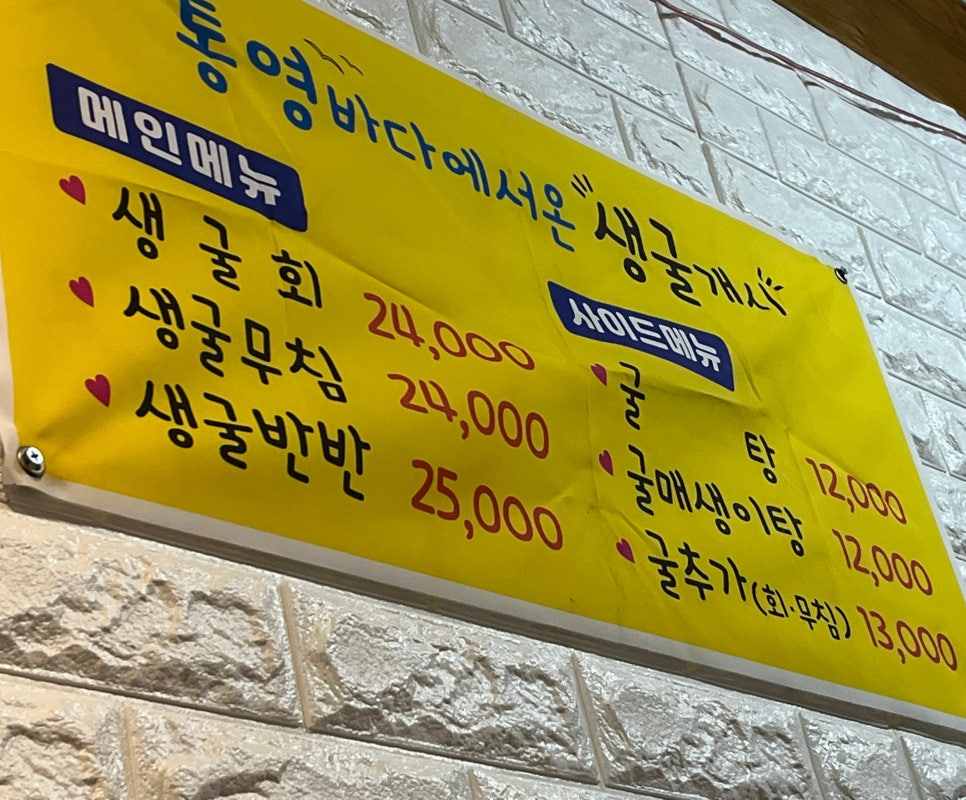 통영바다에서온 "생굴개시"
메인메뉴
생굴회 24,000
생굴무침 24,000
생굴반반 25,000
사이드메뉴
굴탕 12,000
굴매생이탕 12,000
굴추가(회·무침) 13,000